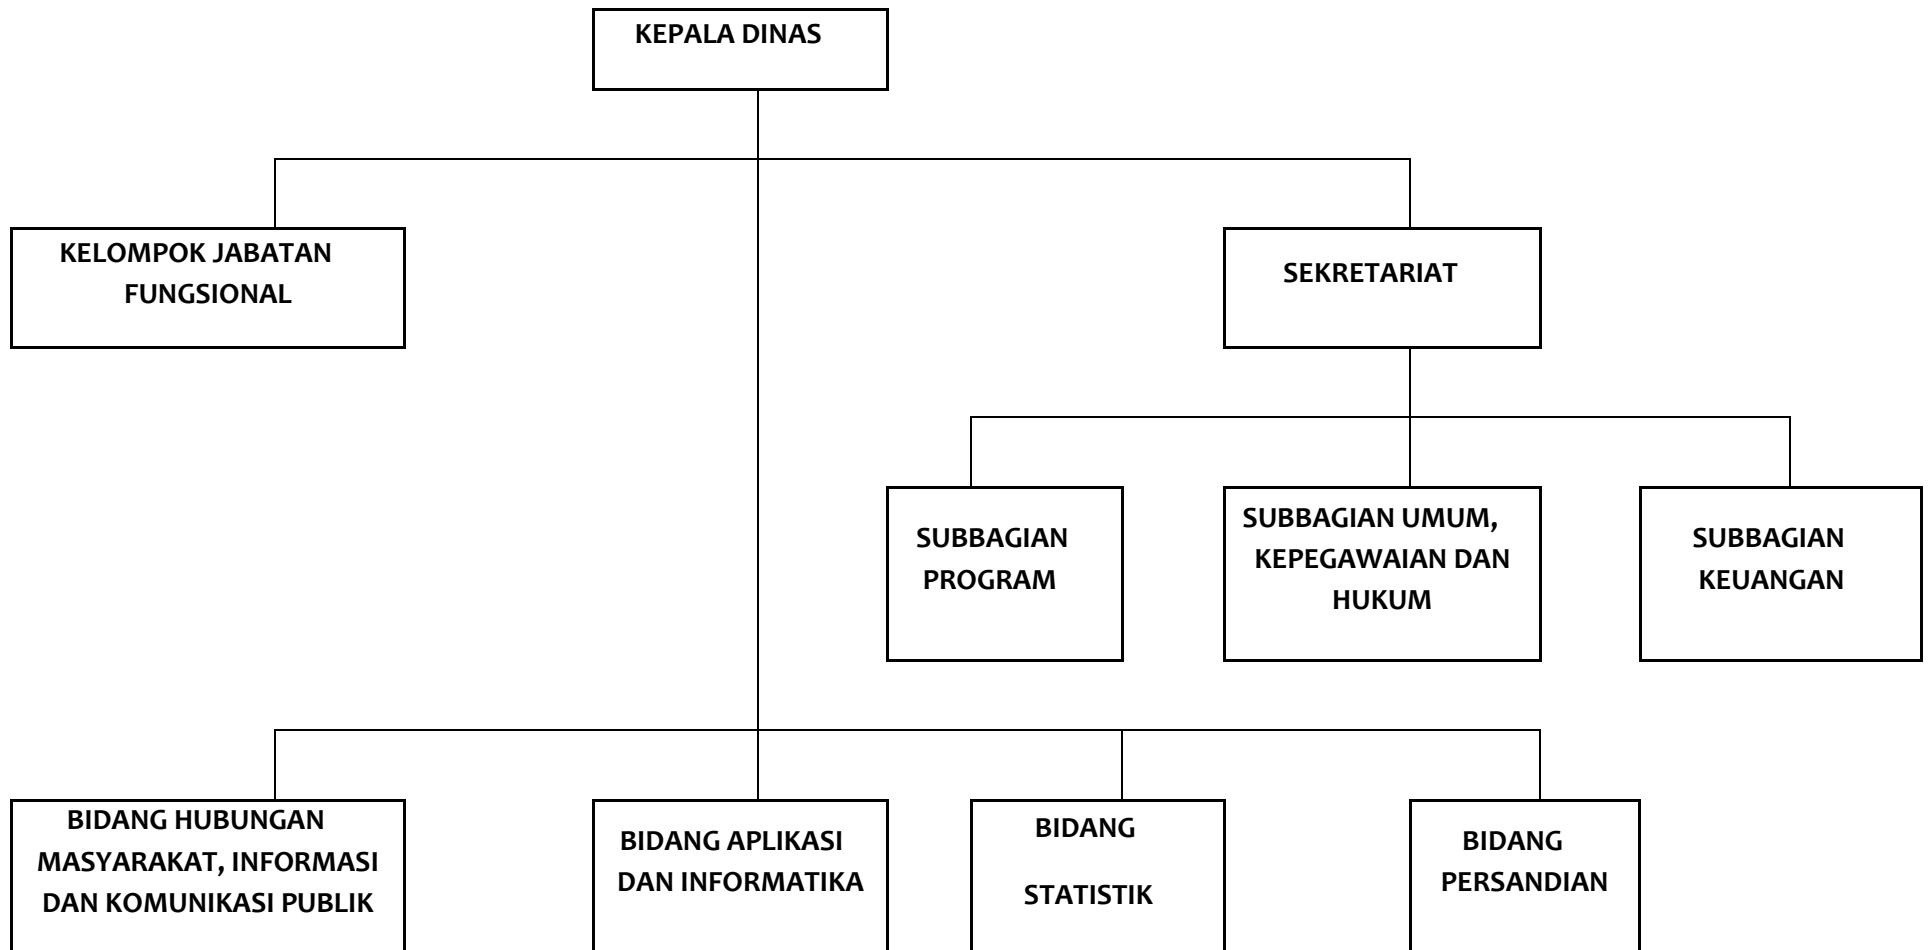 KEPALA DINAS
KELOMPOK JABATAN
FUNGSIONAL
SEKRETARIAT
SUBBAGIAN
PROGRAM
SUBBAGIAN UMUM,
KEPEGAWAIAN DAN
HUKUM
SUBBAGIAN
KEUANGAN
BIDANG HUBUNGAN
MASYARAKAT, INFORMASI
DAN KOMUNIKASI PUBLIK
BIDANG APLIKASI
DAN INFORMATIKA
BIDANG
STATISTIK
BIDANG
PERSANDIAN